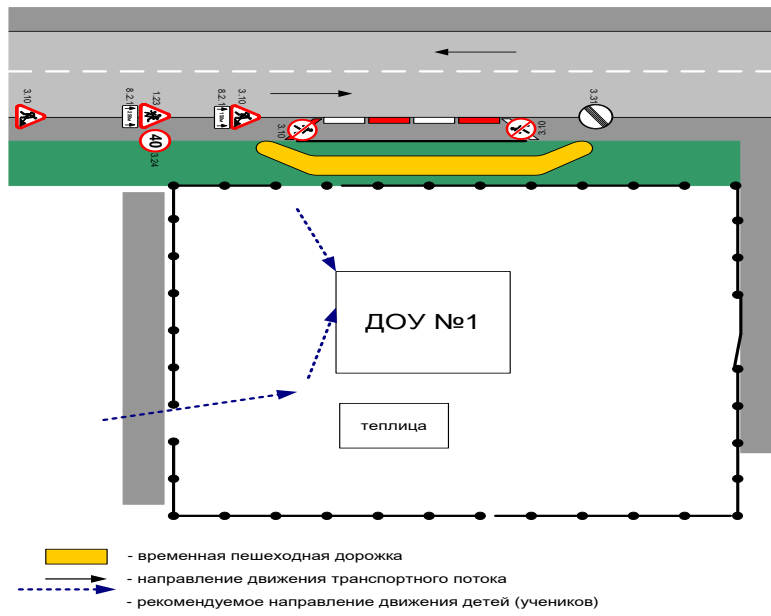 3.10
8.2.1
1.23
40
3.24
8.2.1
3.10
3.10
3.10
3.31
ДОУ №1
теплица
- временная пешеходная дорожка
- направление движения транспортного потока
- рекомендуемое направление движения детей (учеников)